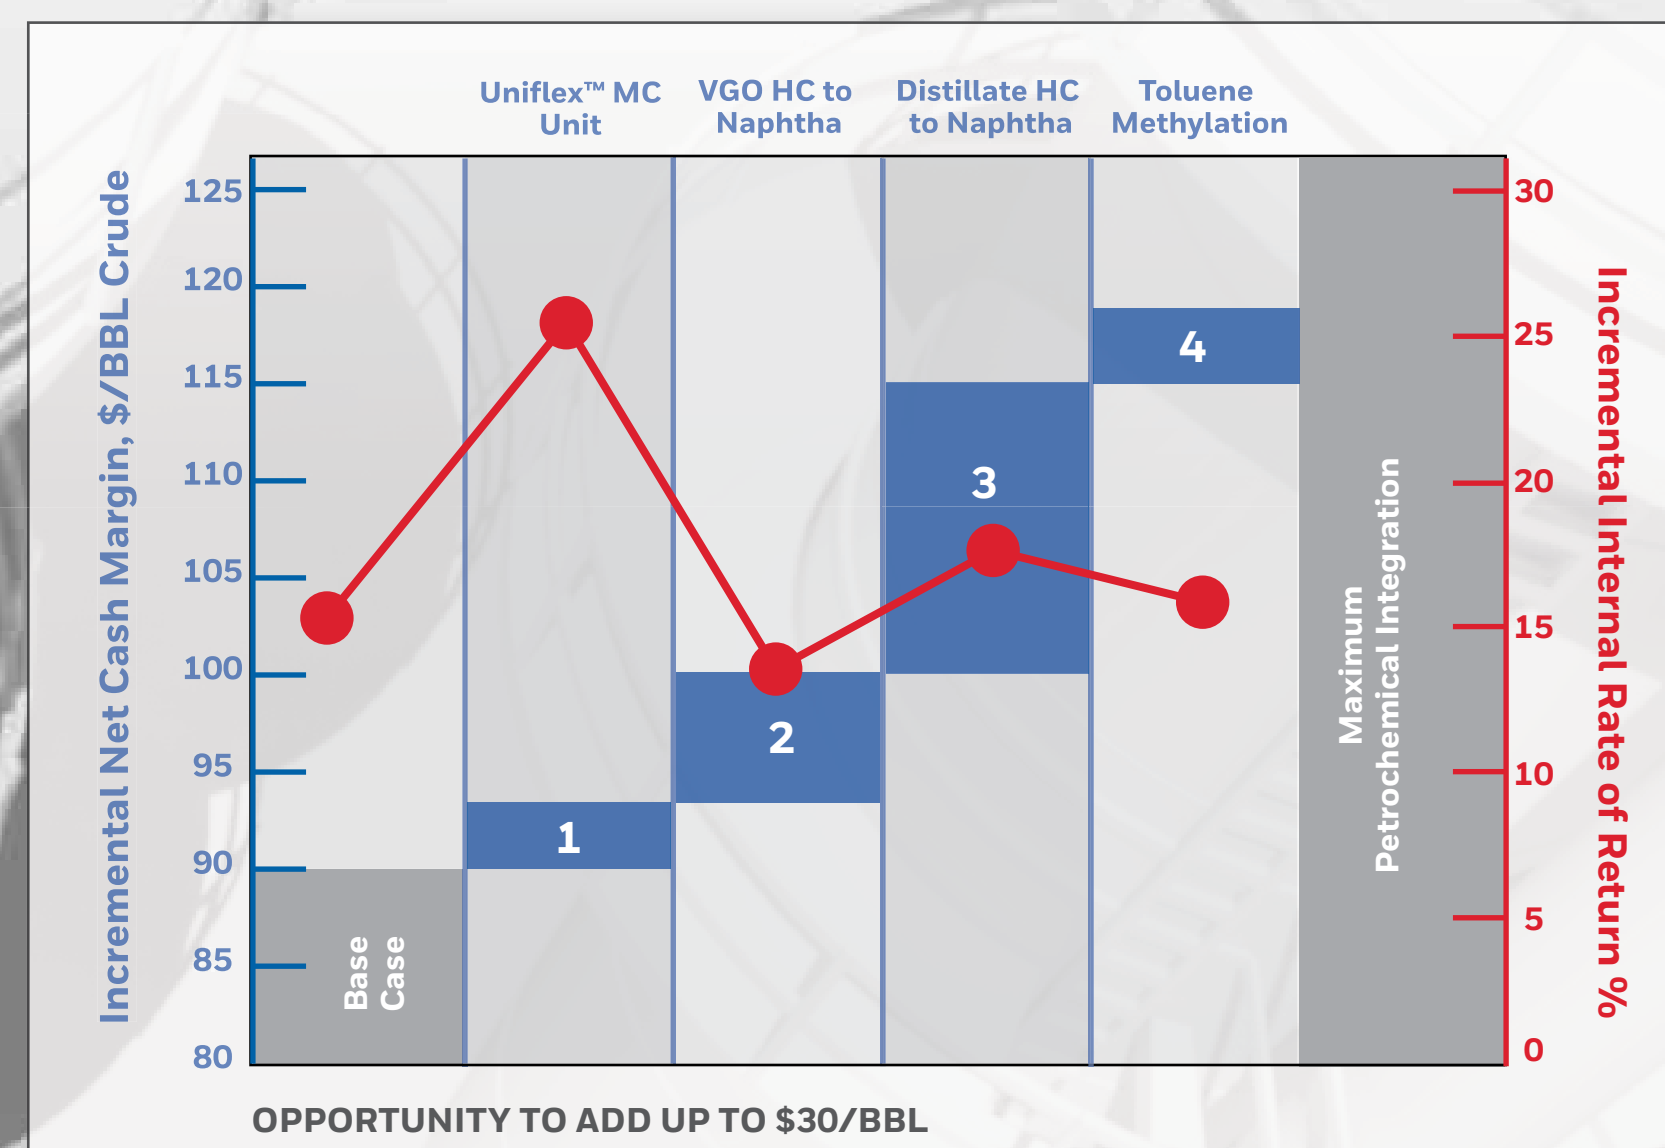 Uniflex™ MC
Unit
VGO HC to
Naphtha
Distillate HC
to Naphtha
Toluene
Methylation
Incremental Net Cash Margin, $/BBL Crude
125
120
115
110
105
100
95
90
85
80
Base
Case
1
2
3
4
Maximum
Petrochemical Integration
30
25
20
15
10
5
0
Incremental Internal Rate of Return %
OPPORTUNITY TO ADD UP TO $30/BBL